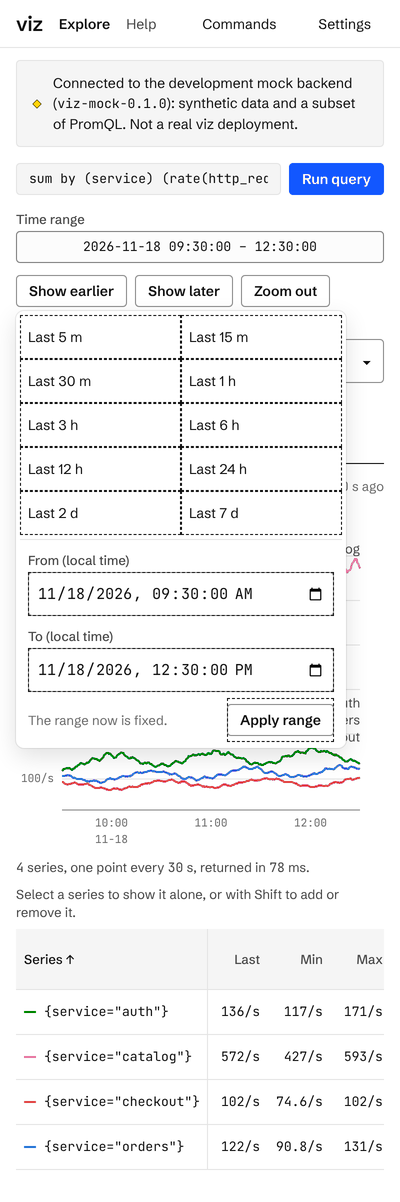 viz Explore Help Commands Settings
Connected to the development mock backend
(viz-mock-0.1.0): synthetic data and a subset
of PromQL. Not a real viz deployment.
sum by (service) (rate(http_rec
Run query
Time range
2026-11-18 09:30:00 – 12:30:00
Show earlier Show later Zoom out
Last 5 m Last 15 m
Last 30 m Last 1 h
Last 3 h Last 6 h
Last 12 h Last 24 h
Last 2 d Last 7 d
s ago
From (local time)
11/18/2026, 09:30:00 AM
To (local time)
11/18/2026, 12:30:00 PM
The range now is fixed. Apply range
100/s
10:00 11:00 12:00
11-18
4 series, one point every 30 s, returned in 78 ms.
Select a series to show it alone, or with Shift to add or
remove it.
Series ↑ Last Min Max
{service="auth"} 136/s 117/s 171/s
{service="catalog"} 572/s 427/s 593/s
{service="checkout"} 102/s 74.6/s 102/s
{service="orders"} 122/s 90.8/s 131/s